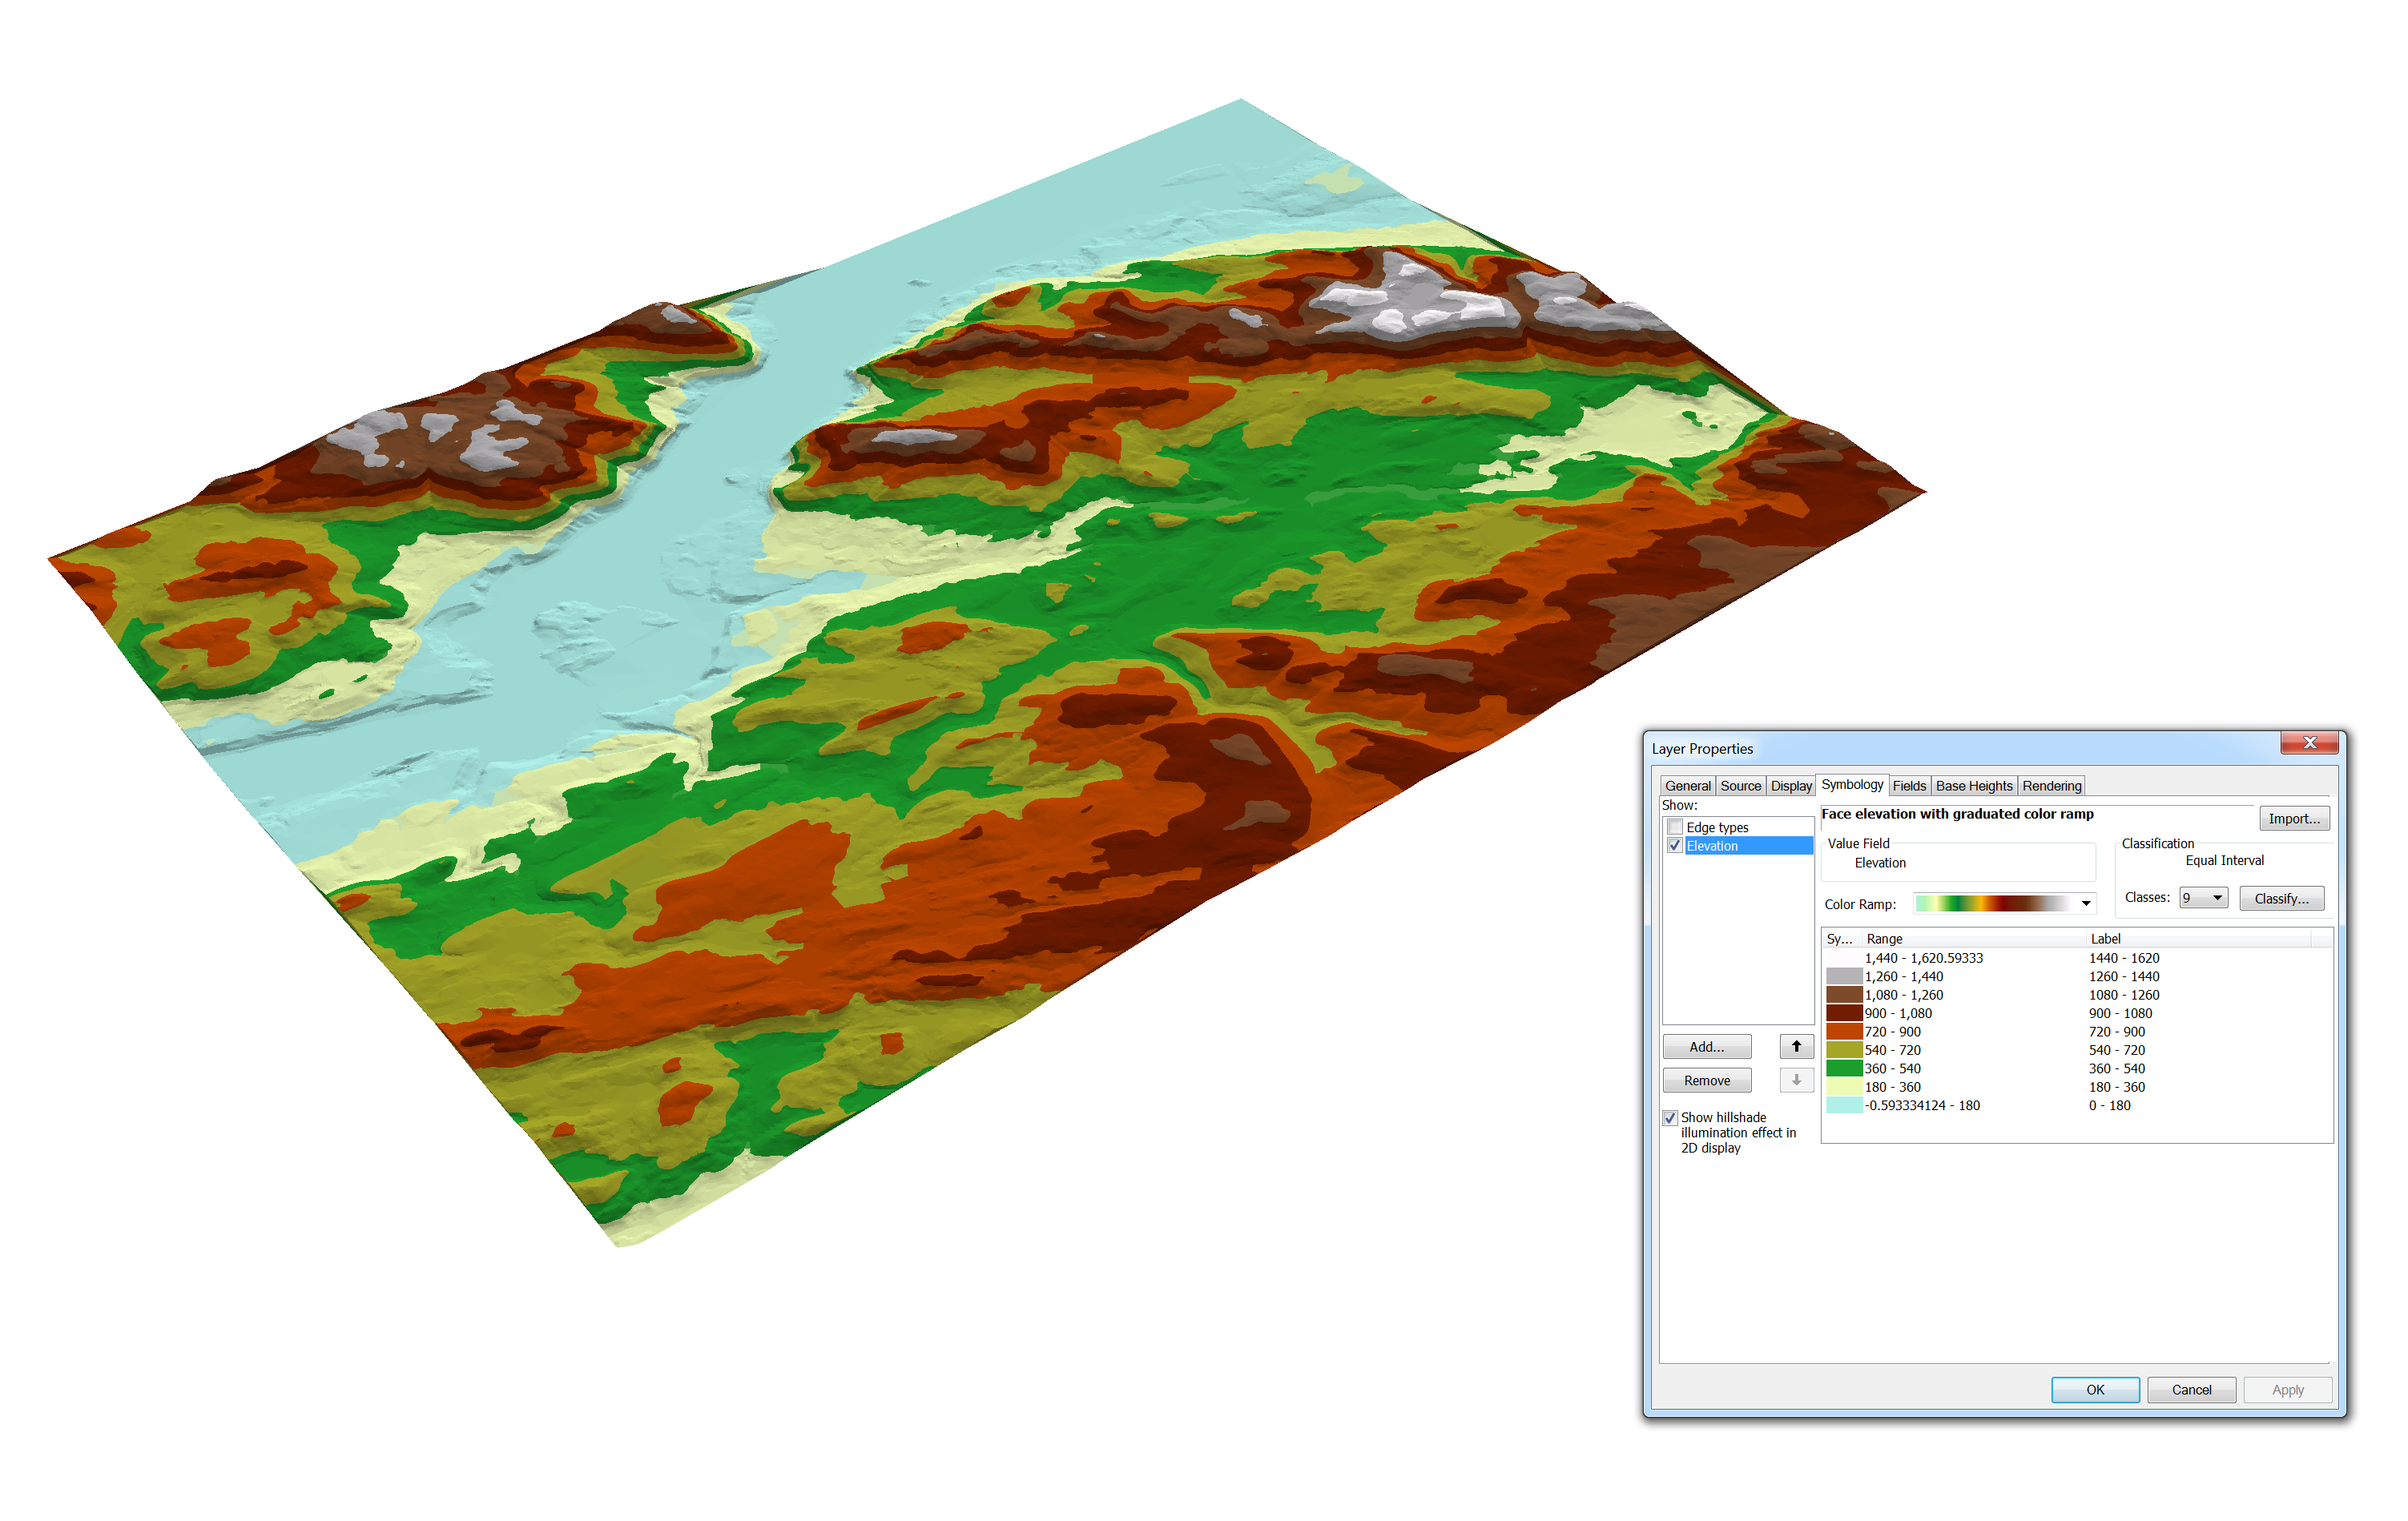 Layer Properties
General Source Display Symbology Fields Base Heights Rendering
Show:
Edge types
Elevation
Face elevation with graduated color ramp
Import...
Value Field
Elevation
Classification
Equal Interval
Color Ramp:
Classes: 9 Classify...
Sy... Range Label
1,440 - 1,620.59333 1440 - 1620
1,260 - 1,440 1260 - 1440
1,080 - 1,260 1080 - 1260
900 - 1,080 900 - 1080
720 - 900 720 - 900
540 - 720 540 - 720
360 - 540 360 - 540
180 - 360 180 - 360
-0.593334124 - 180 0 - 180
Add...
Remove
Show hillshade
illumination effect in
2D display
OK Cancel Apply